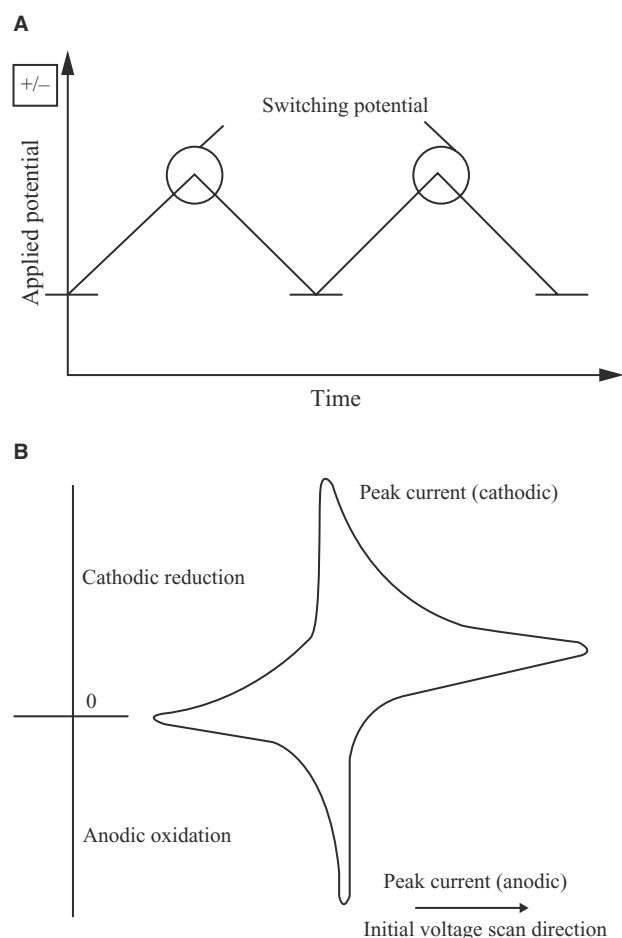 A
+/–
Switching potential
Applied potential
Time
B
Peak current (cathodic)
Cathodic reduction
0
Anodic oxidation
Peak current (anodic)
Initial voltage scan direction